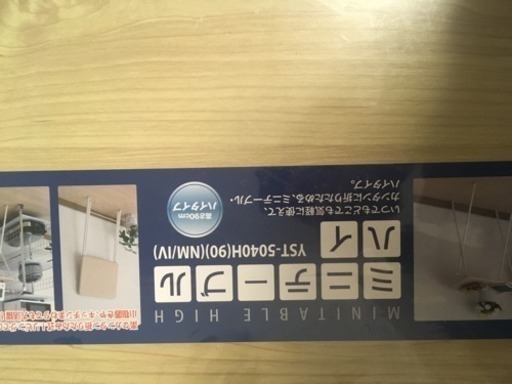 MINITABLE HIGH
ミニテーブル
ハイ
YST-5040H(90)(NM/IV)
いつでもどこでも気軽に使えて、
カンタンに折りたためる、ミニテーブル・
ハイタイプ。
高さ90cm
ハイタイプ